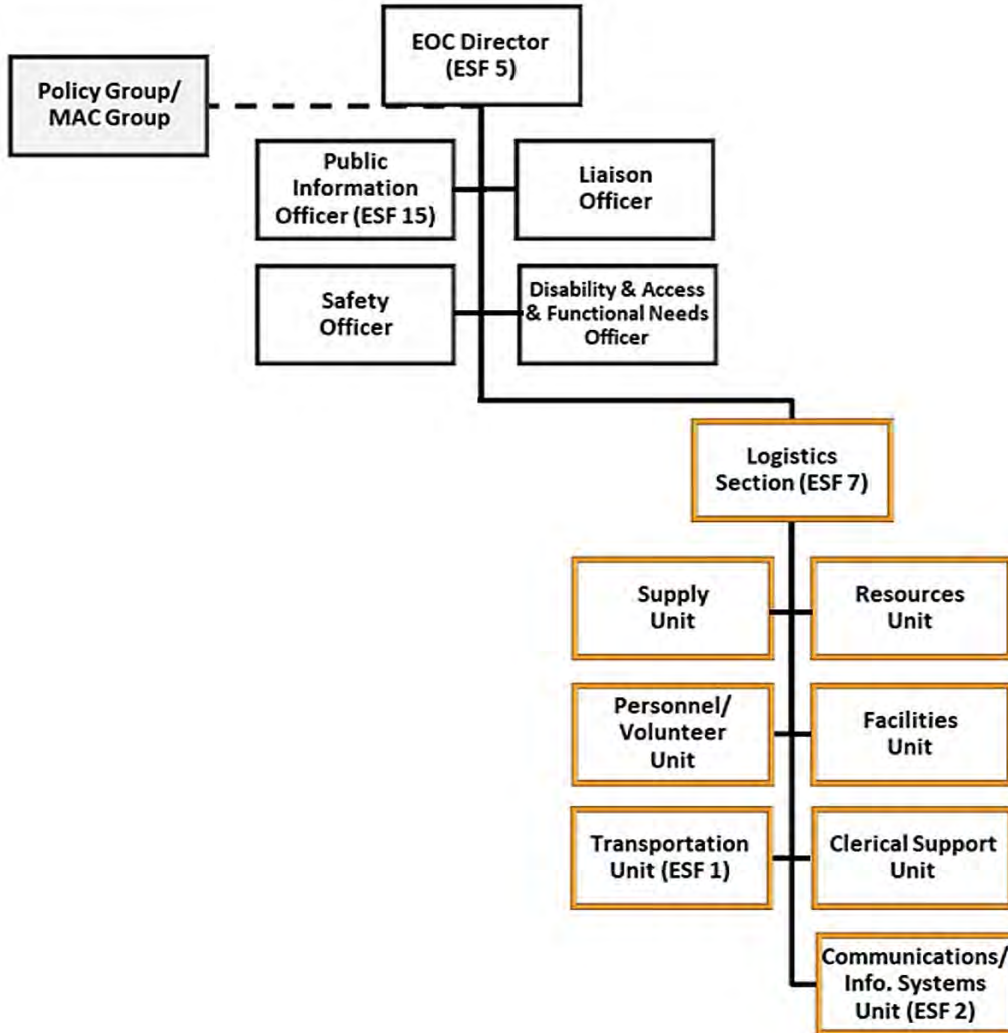 EOC Director
(ESF 5)
Policy Group/
MAC Group
Public
Information
Officer (ESF 15)
Liaison
Officer
Safety
Officer
Disability & Access
& Functional Needs
Officer
Logistics
Section (ESF 7)
Supply
Unit
Resources
Unit
Personnel/
Volunteer
Unit
Facilities
Unit
Transportation
Unit (ESF 1)
Clerical Support
Unit
Communications/
Info. Systems
Unit (ESF 2)